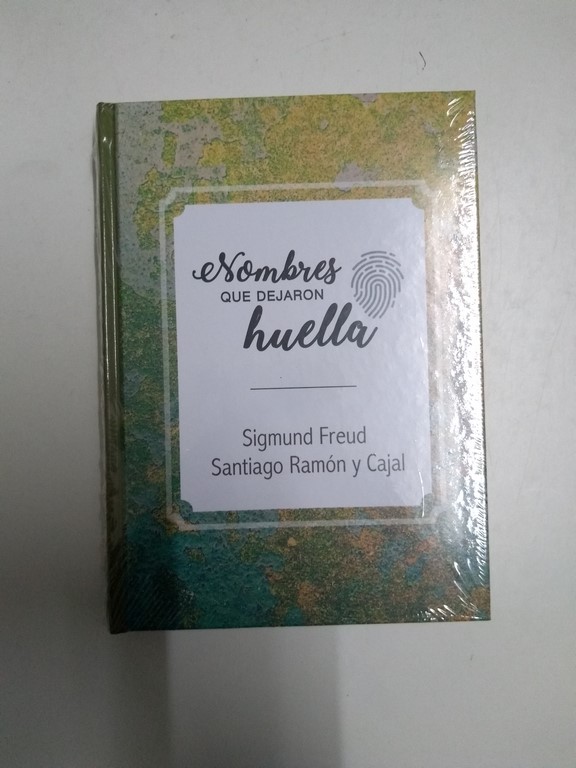 Nombres
QUE DEJARON
huella
Sigmund Freud
Santiago Ramón y Cajal